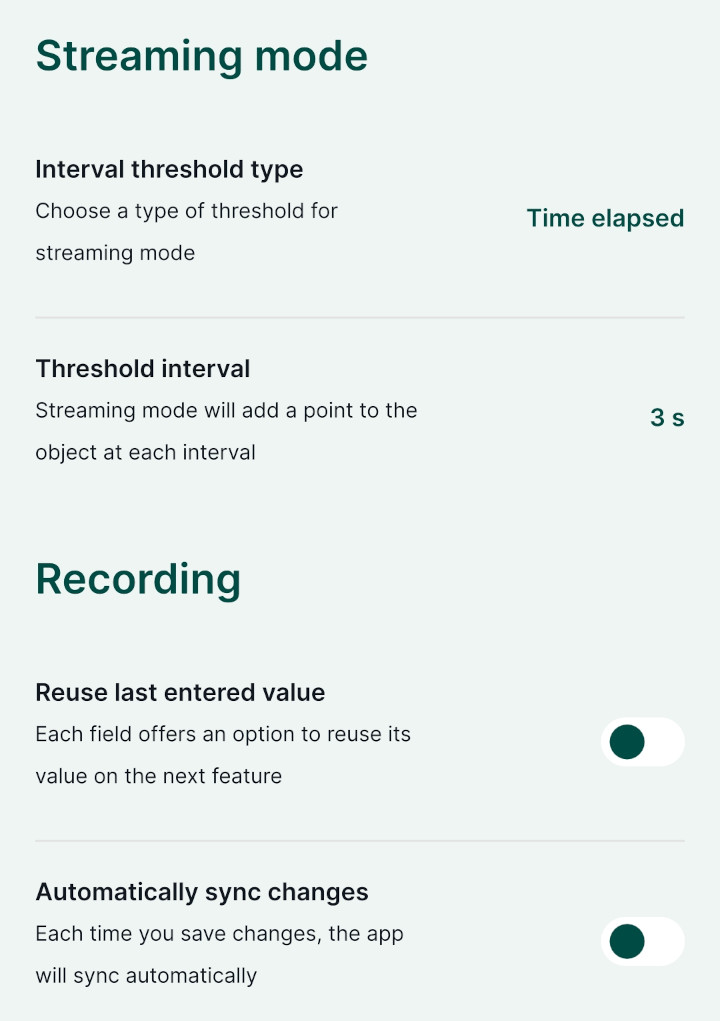 Streaming mode
Interval threshold type
Choose a type of threshold for
streaming mode
Time elapsed
Threshold interval
Streaming mode will add a point to the
object at each interval
3 s
Recording
Reuse last entered value
Each field offers an option to reuse its
value on the next feature
Automatically sync changes
Each time you save changes, the app
will sync automatically